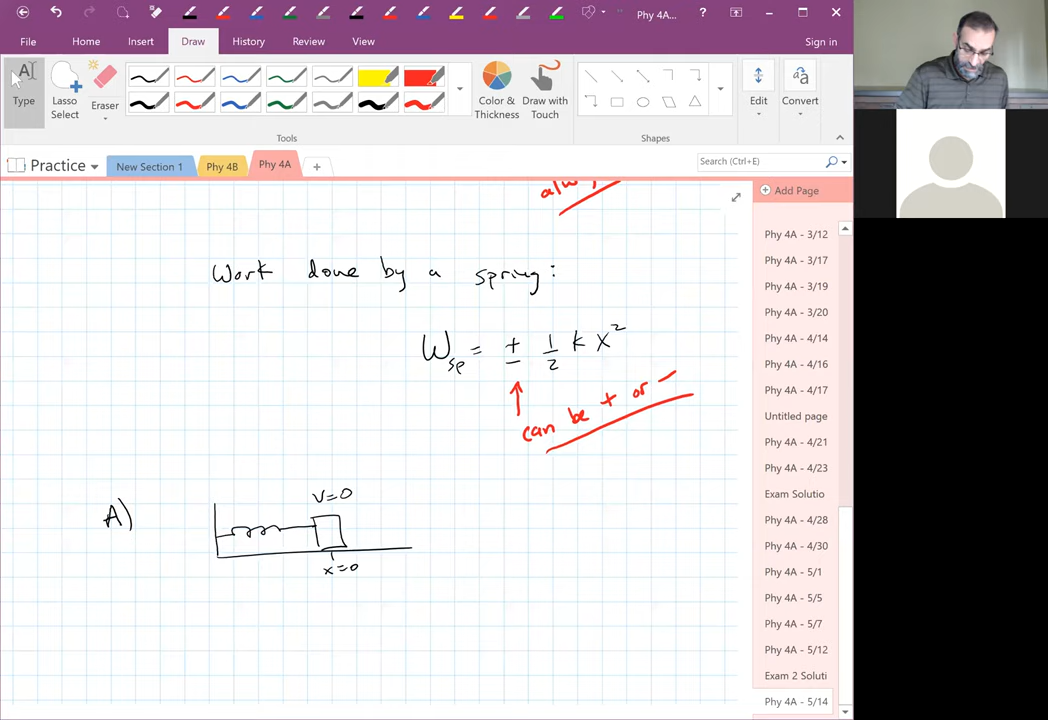 Phy 4A...
?
File
Home
Insert
Draw
History
Review
View
Sign in
Type
Lasso Select
Eraser
Color & Thickness
Draw with Touch
Edit
Convert
Tools
Shapes
Practice
New Section 1
Phy 4B
Phy 4A
+
Search (Ctrl+E)
Add Page
Phy 4A - 3/12
Phy 4A - 3/17
Phy 4A - 3/19
Phy 4A - 3/20
Phy 4A - 4/14
Phy 4A - 4/16
Phy 4A - 4/17
Untitled page
Phy 4A - 4/21
Phy 4A - 4/23
Exam Solutio
Phy 4A - 4/28
Phy 4A - 4/30
Phy 4A - 5/1
Phy 4A - 5/5
Phy 4A - 5/7
Phy 4A - 5/12
Exam 2 Soluti
Phy 4A - 5/14
Work done by a spring:
W_sp = ± 1/2 k x²
can be + or -
A)
v=0
x=0